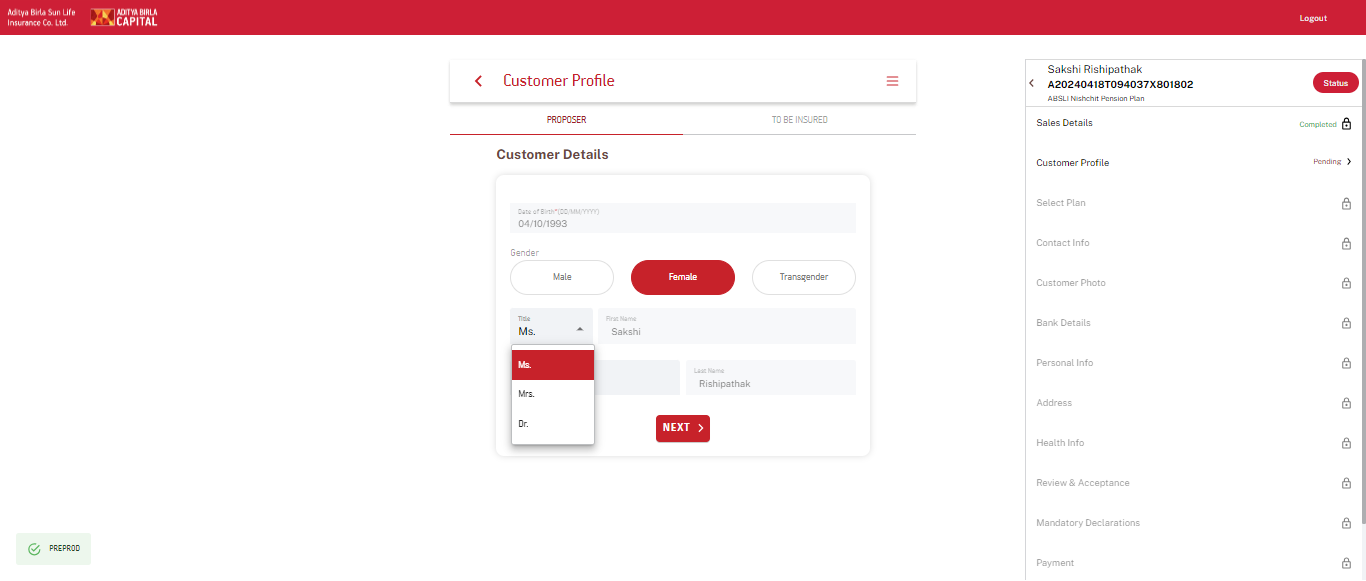 Aditya Birla Sun Life
Insurance Co. Ltd.
ADITYA BIRLA
CAPITAL
Logout
Customer Profile
PROPOSER
TO BE INSURED
Customer Details
Date of Birth*(DD/MM/YYYY)
04/10/1993
Gender
Male
Female
Transgender
Title
Ms.
First Name
Sakshi
Ms.
Mrs.
Dr.
Last Name
Rishipathak
NEXT
PREPROD
Sakshi Rishipathak
A20240418T094037X801802
ABSLI Nishchit Pension Plan
Status
Sales Details
Completed
Customer Profile
Pending
Select Plan
Contact Info
Customer Photo
Bank Details
Personal Info
Address
Health Info
Review & Acceptance
Mandatory Declarations
Payment